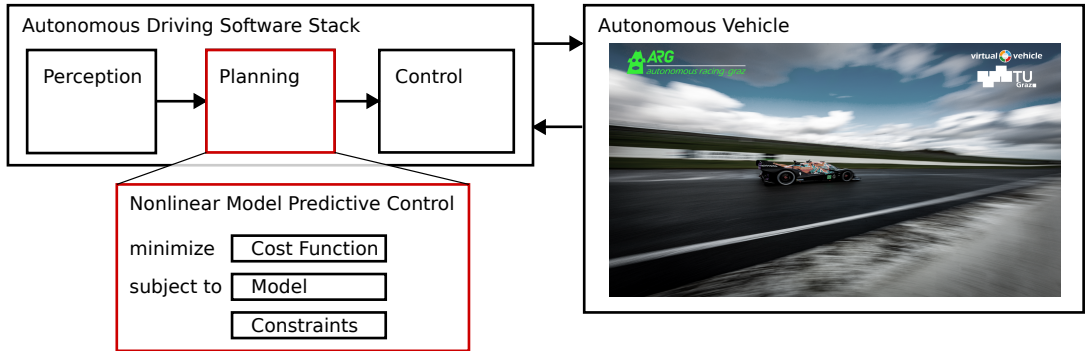 Autonomous Driving Software Stack
Perception
Planning
Control
Nonlinear Model Predictive Control
minimize
Cost Function
subject to
Model
Constraints
Autonomous Vehicle
ARG
autonomous racing graz
virtual vehicle
TU
Graz